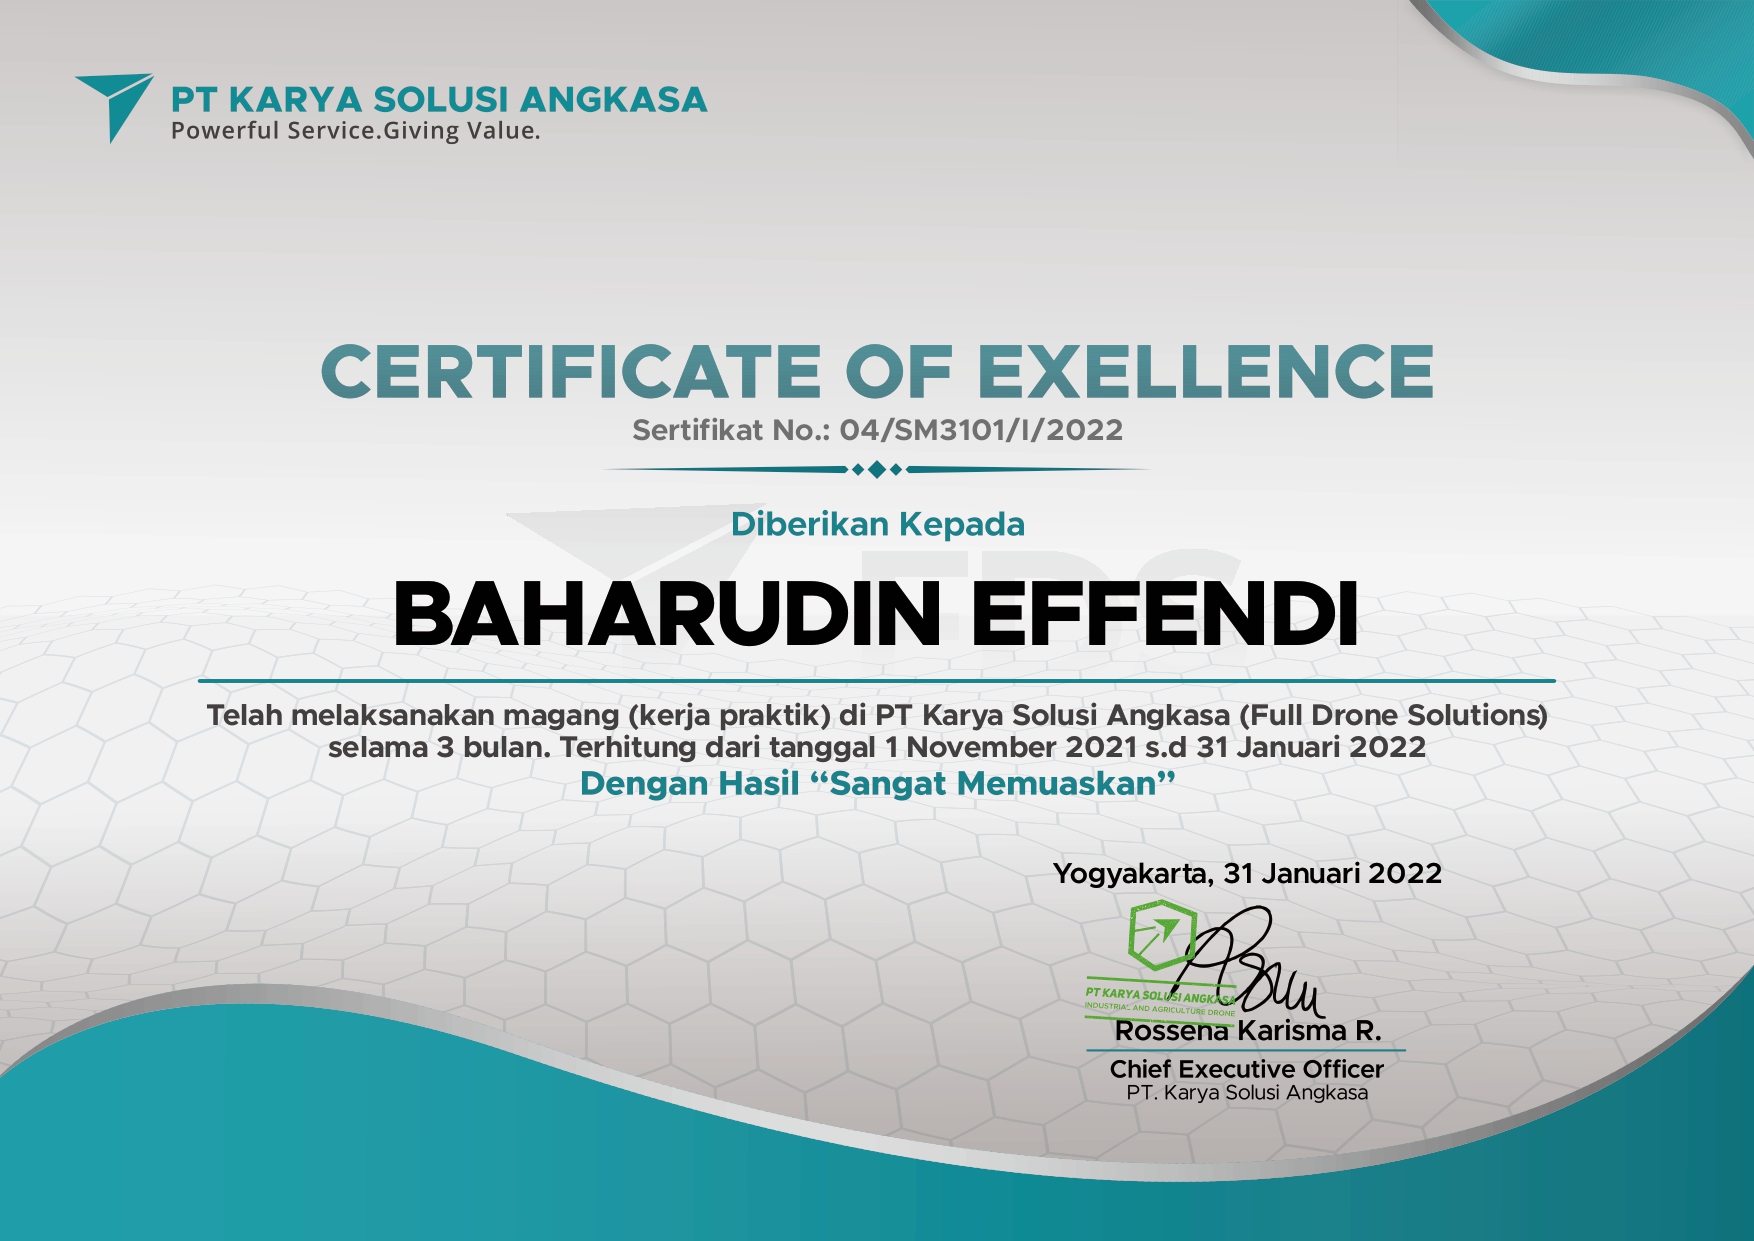 PT KARYA SOLUSI ANGKASA
Powerful Service.Giving Value.
CERTIFICATE OF EXELLENCE
Sertifikat No.: 04/SM3101/I/2022
Diberikan Kepada
BAHARUDIN EFFENDI
Telah melaksanakan magang (kerja praktik) di PT Karya Solusi Angkasa (Full Drone Solutions)
selama 3 bulan. Terhitung dari tanggal 1 November 2021 s.d 31 Januari 2022
Dengan Hasil “Sangat Memuaskan”
Yogyakarta, 31 Januari 2022
PT KARYA SOLUSI ANGKASA
INDUSTRIAL AND AGRICULTURE DRONE
Rossena Karisma R.
Chief Executive Officer
PT. Karya Solusi Angkasa